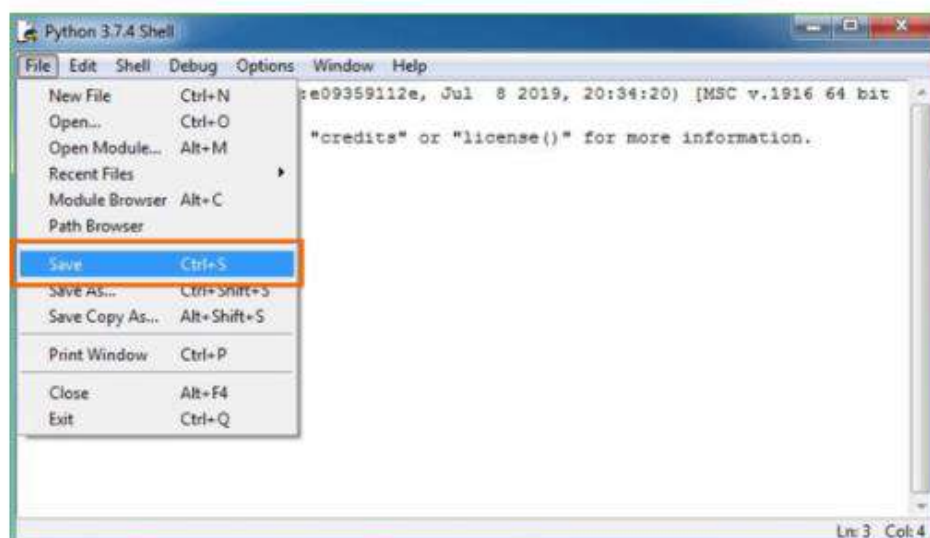 Python 3.7.4 Shell
File Edit Shell Debug Options Window Help
:e09359112e, Jul 8 2019, 20:34:20) [MSC v.1916 64 bit
"credits" or "license()" for more information.
New File Ctrl+N
Open... Ctrl+O
Open Module... Alt+M
Recent Files
Module Browser Alt+C
Path Browser
Save Ctrl+S
Save As... Ctrl+Shift+S
Save Copy As... Alt+Shift+S
Print Window Ctrl+P
Close Alt+F4
Exit Ctrl+Q
Ln: 3 Col: 4